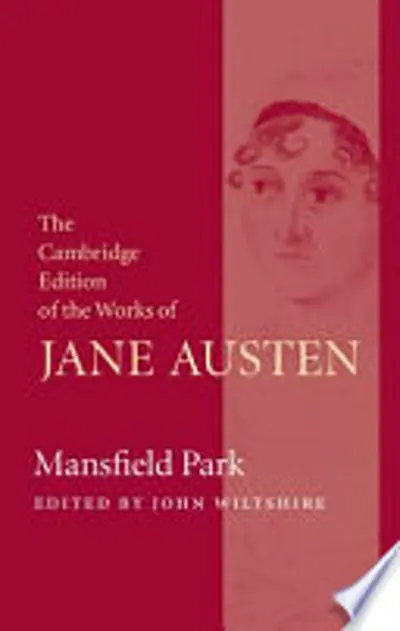 The
Cambridge
Edition
of the Works of
JANE AUSTEN
Mansfield Park
EDITED BY JOHN WILTSHIRE